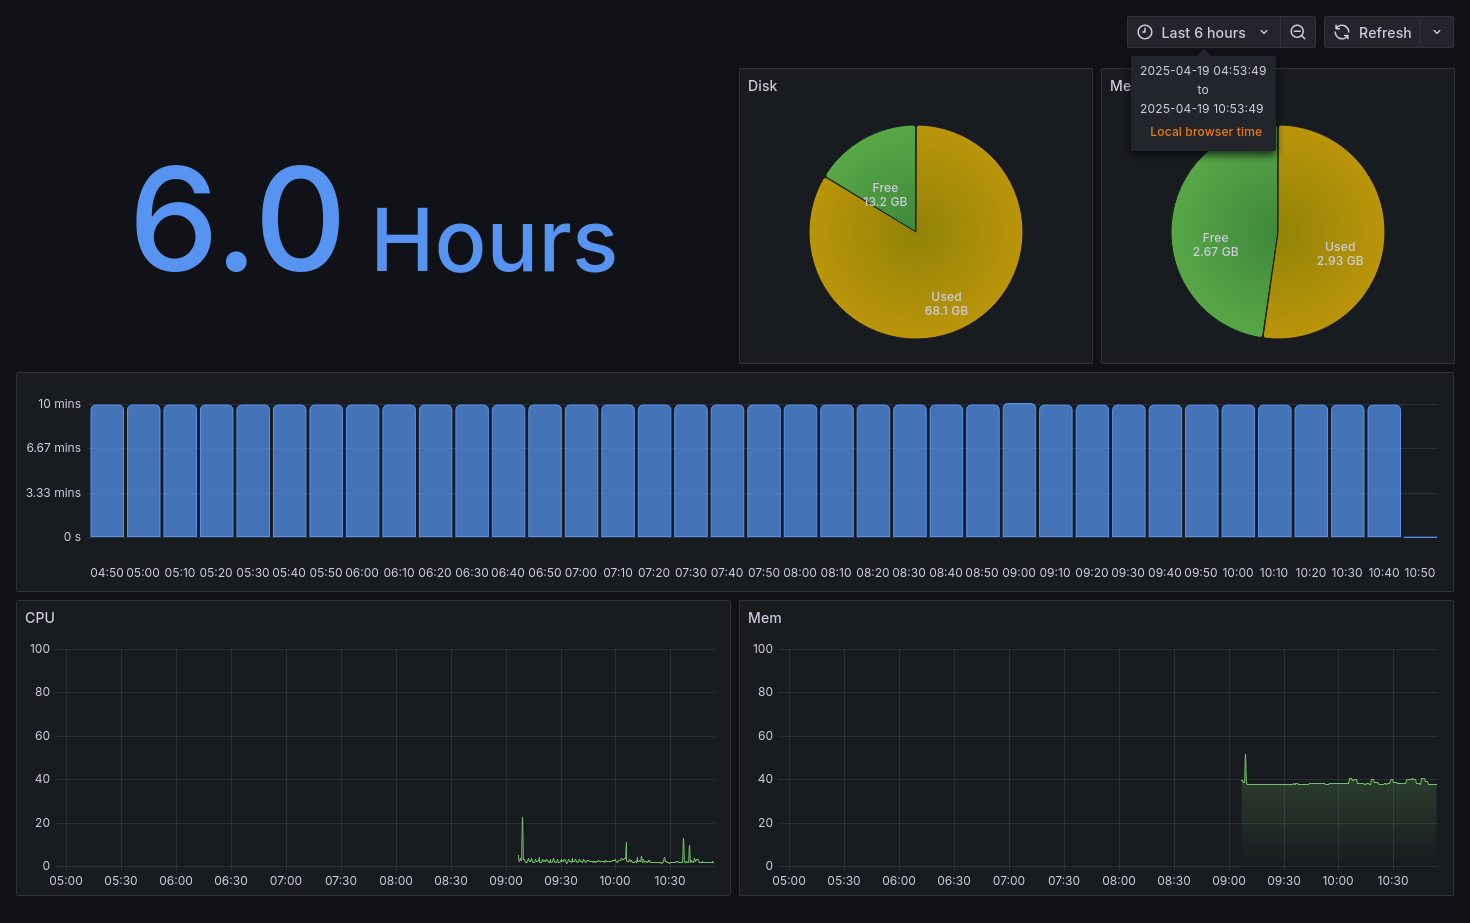 Last 6 hours
Refresh
2025-04-19 04:53:49
to
2025-04-19 10:53:49
Local browser time
6.0 Hours
Disk
Free
13.2 GB
Used
68.1 GB
Me
Free
2.67 GB
Used
2.93 GB
10 mins
6.67 mins
3.33 mins
0 s
04:50 05:00 05:10 05:20 05:30 05:40 05:50 06:00 06:10 06:20 06:30 06:40 06:50 07:00 07:10 07:20 07:30 07:40 07:50 08:00 08:10 08:20 08:30 08:40 08:50 09:00 09:10 09:20 09:30 09:40 09:50 10:00 10:10 10:20 10:30 10:40 10:50
CPU
100
80
60
40
20
0
05:00 05:30 06:00 06:30 07:00 07:30 08:00 08:30 09:00 09:30 10:00 10:30
Mem
100
80
60
40
20
0
05:00 05:30 06:00 06:30 07:00 07:30 08:00 08:30 09:00 09:30 10:00 10:30